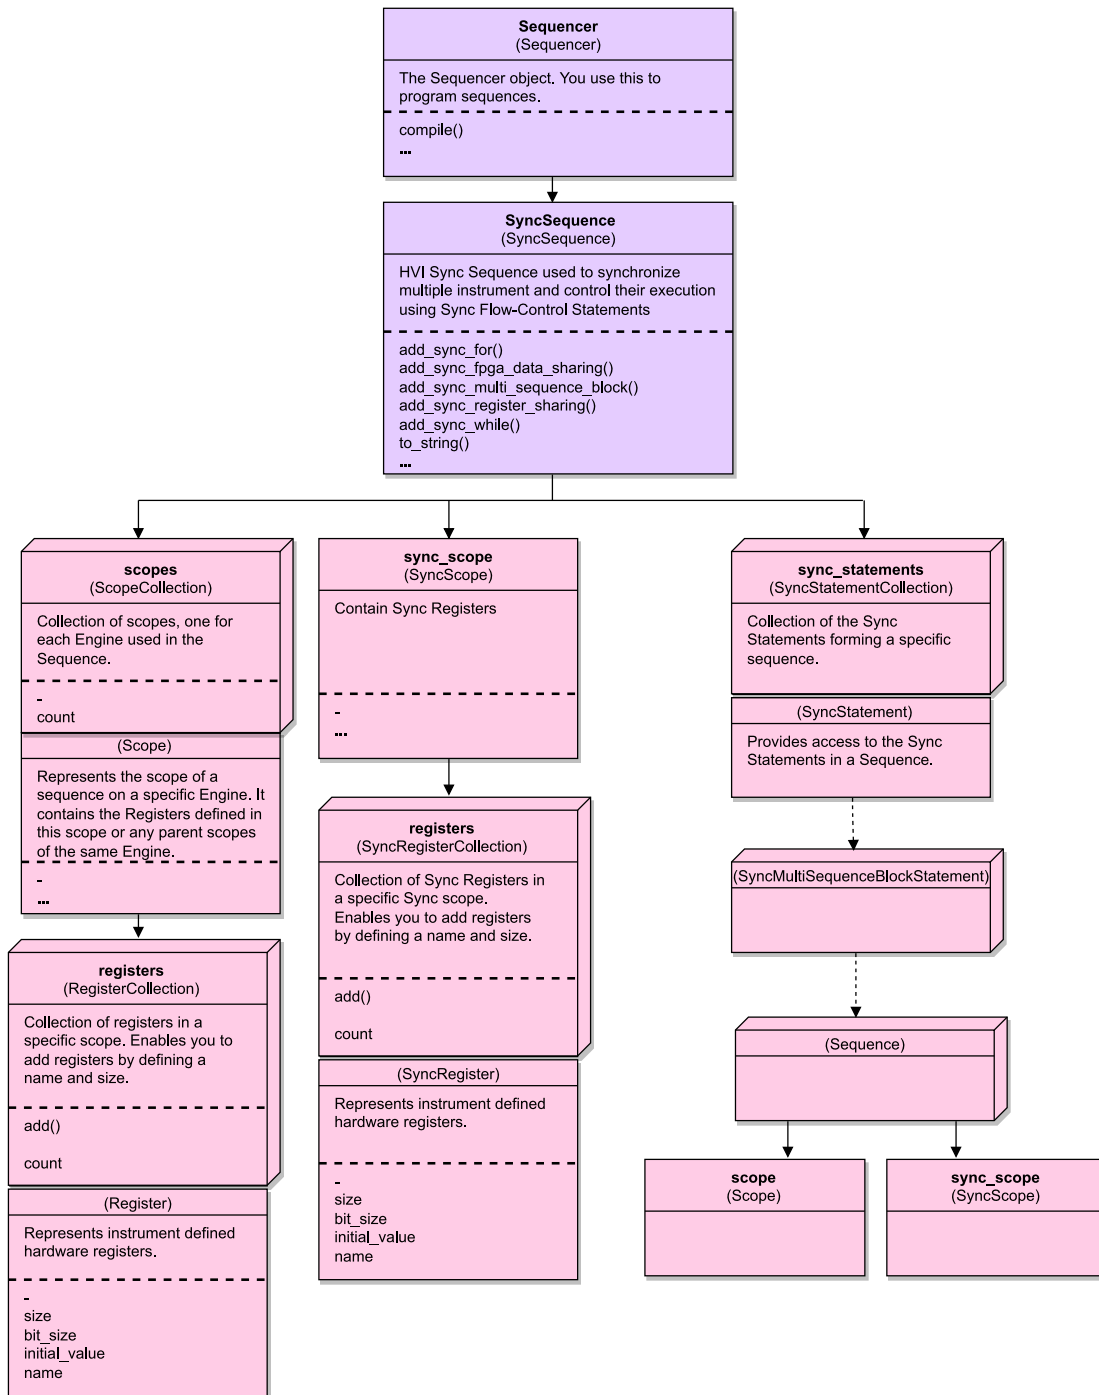 Sequencer
(Sequencer)
The Sequencer object. You use this to
program sequences.
compile()
...
SyncSequence
(SyncSequence)
HVI Sync Sequence used to synchronize
multiple instrument and control their execution
using Sync Flow-Control Statements
add_sync_for()
add_sync_fpga_data_sharing()
add_sync_multi_sequence_block()
add_sync_register_sharing()
add_sync_while()
to_string()
...
scopes
(ScopeCollection)
Collection of scopes, one for
each Engine used in the
Sequence.
-
count
(Scope)
Represents the scope of a
sequence on a specific Engine. It
contains the Registers defined in
this scope or any parent scopes
of the same Engine.
-
...
registers
(RegisterCollection)
Collection of registers in a
specific scope. Enables you to
add registers by defining a
name and size.
add()
count
(Register)
Represents instrument defined
hardware registers.
-
size
bit_size
initial_value
name
sync_scope
(SyncScope)
Contain Sync Registers
-
...
registers
(SyncRegisterCollection)
Collection of Sync Registers in
a specific Sync scope.
Enables you to add registers
by defining a name and size.
add()
count
(SyncRegister)
Represents instrument defined
hardware registers.
-
size
bit_size
initial_value
name
sync_statements
(SyncStatementCollection)
Collection of the Sync
Statements forming a specific
sequence.
(SyncStatement)
Provides access to the Sync
Statements in a Sequence.
(SyncMultiSequenceBlockStatement)
(Sequence)
scope
(Scope)
sync_scope
(SyncScope)